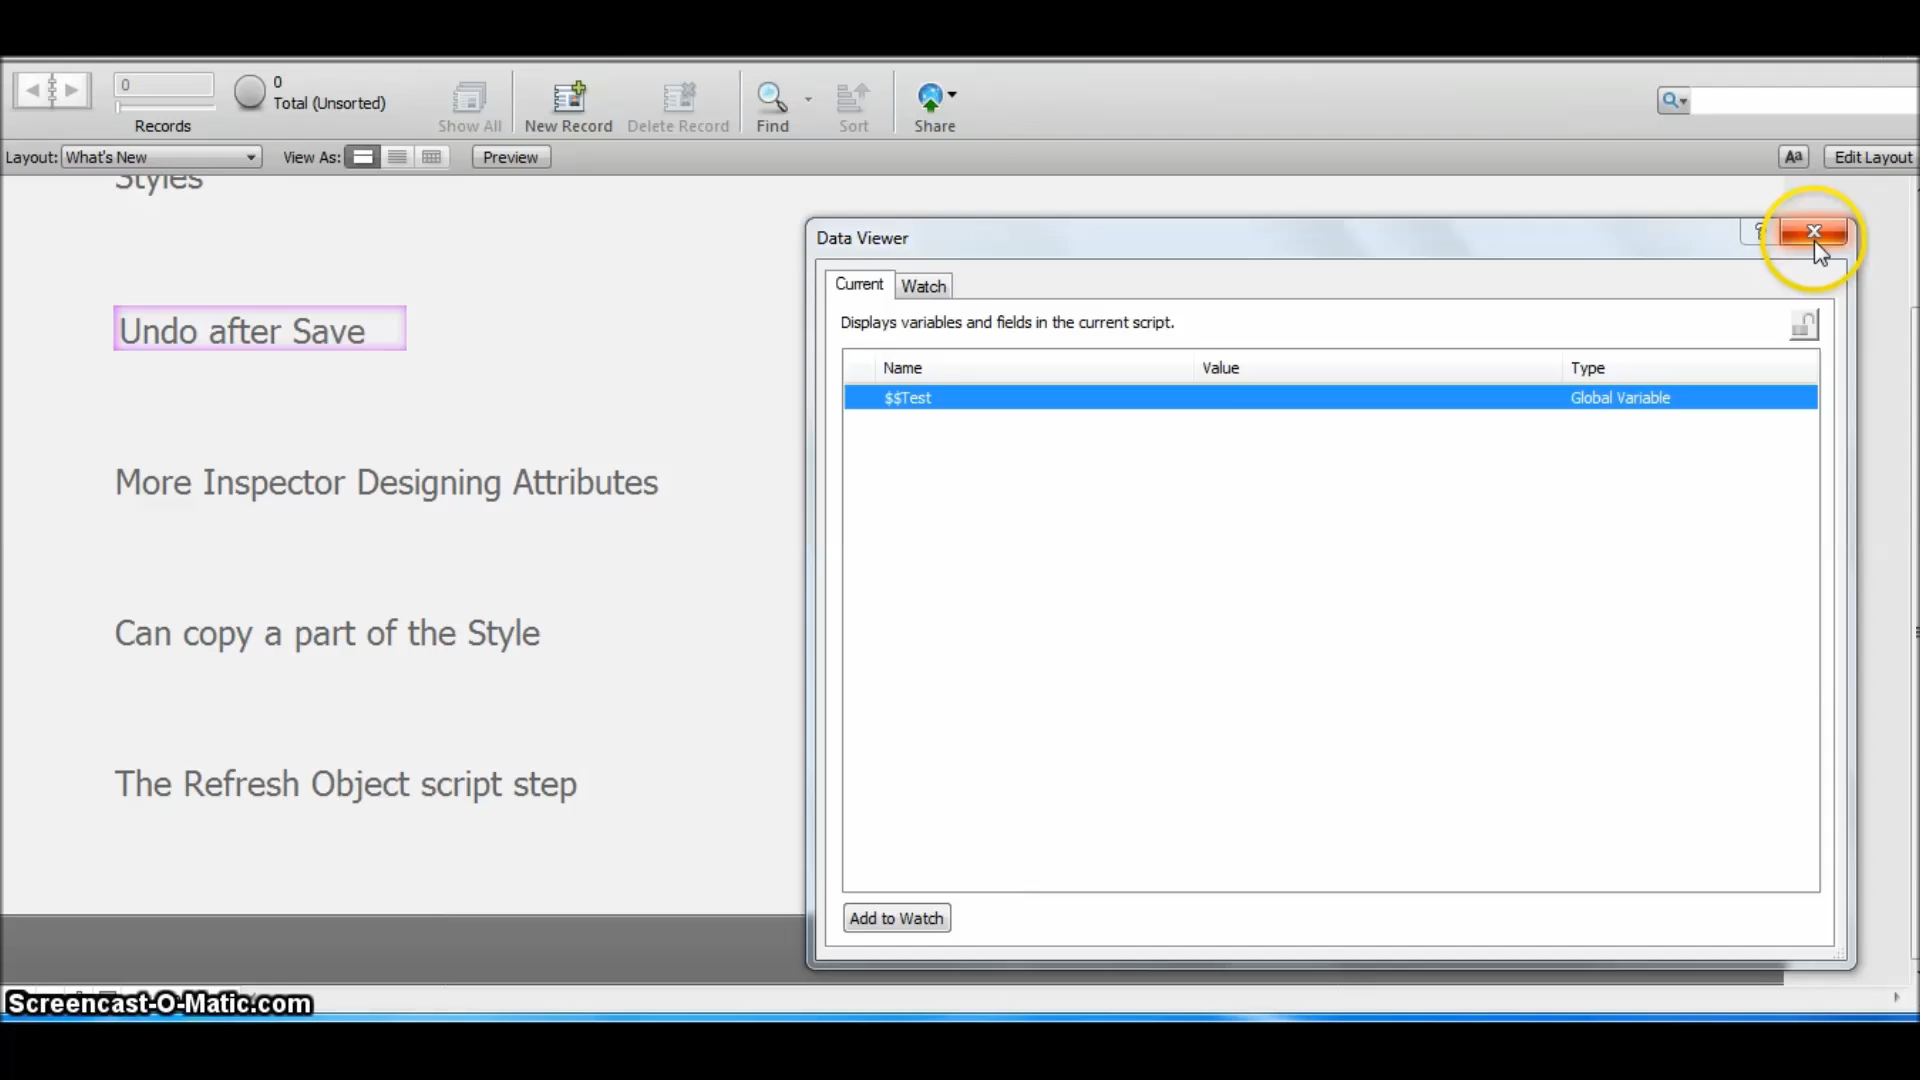 0
0
Total (Unsorted)
Records
Show All
New Record
Delete Record
Find
Sort
Share
Layout: What's New
View As:
Preview
Aa
Edit Layout
Styles
Data Viewer
?
Current
Watch
Displays variables and fields in the current script.
Name Value Type
$$Test Global Variable
Add to Watch
Undo after Save
More Inspector Designing Attributes
Can copy a part of the Style
The Refresh Object script step
Screencast-O-Matic.com